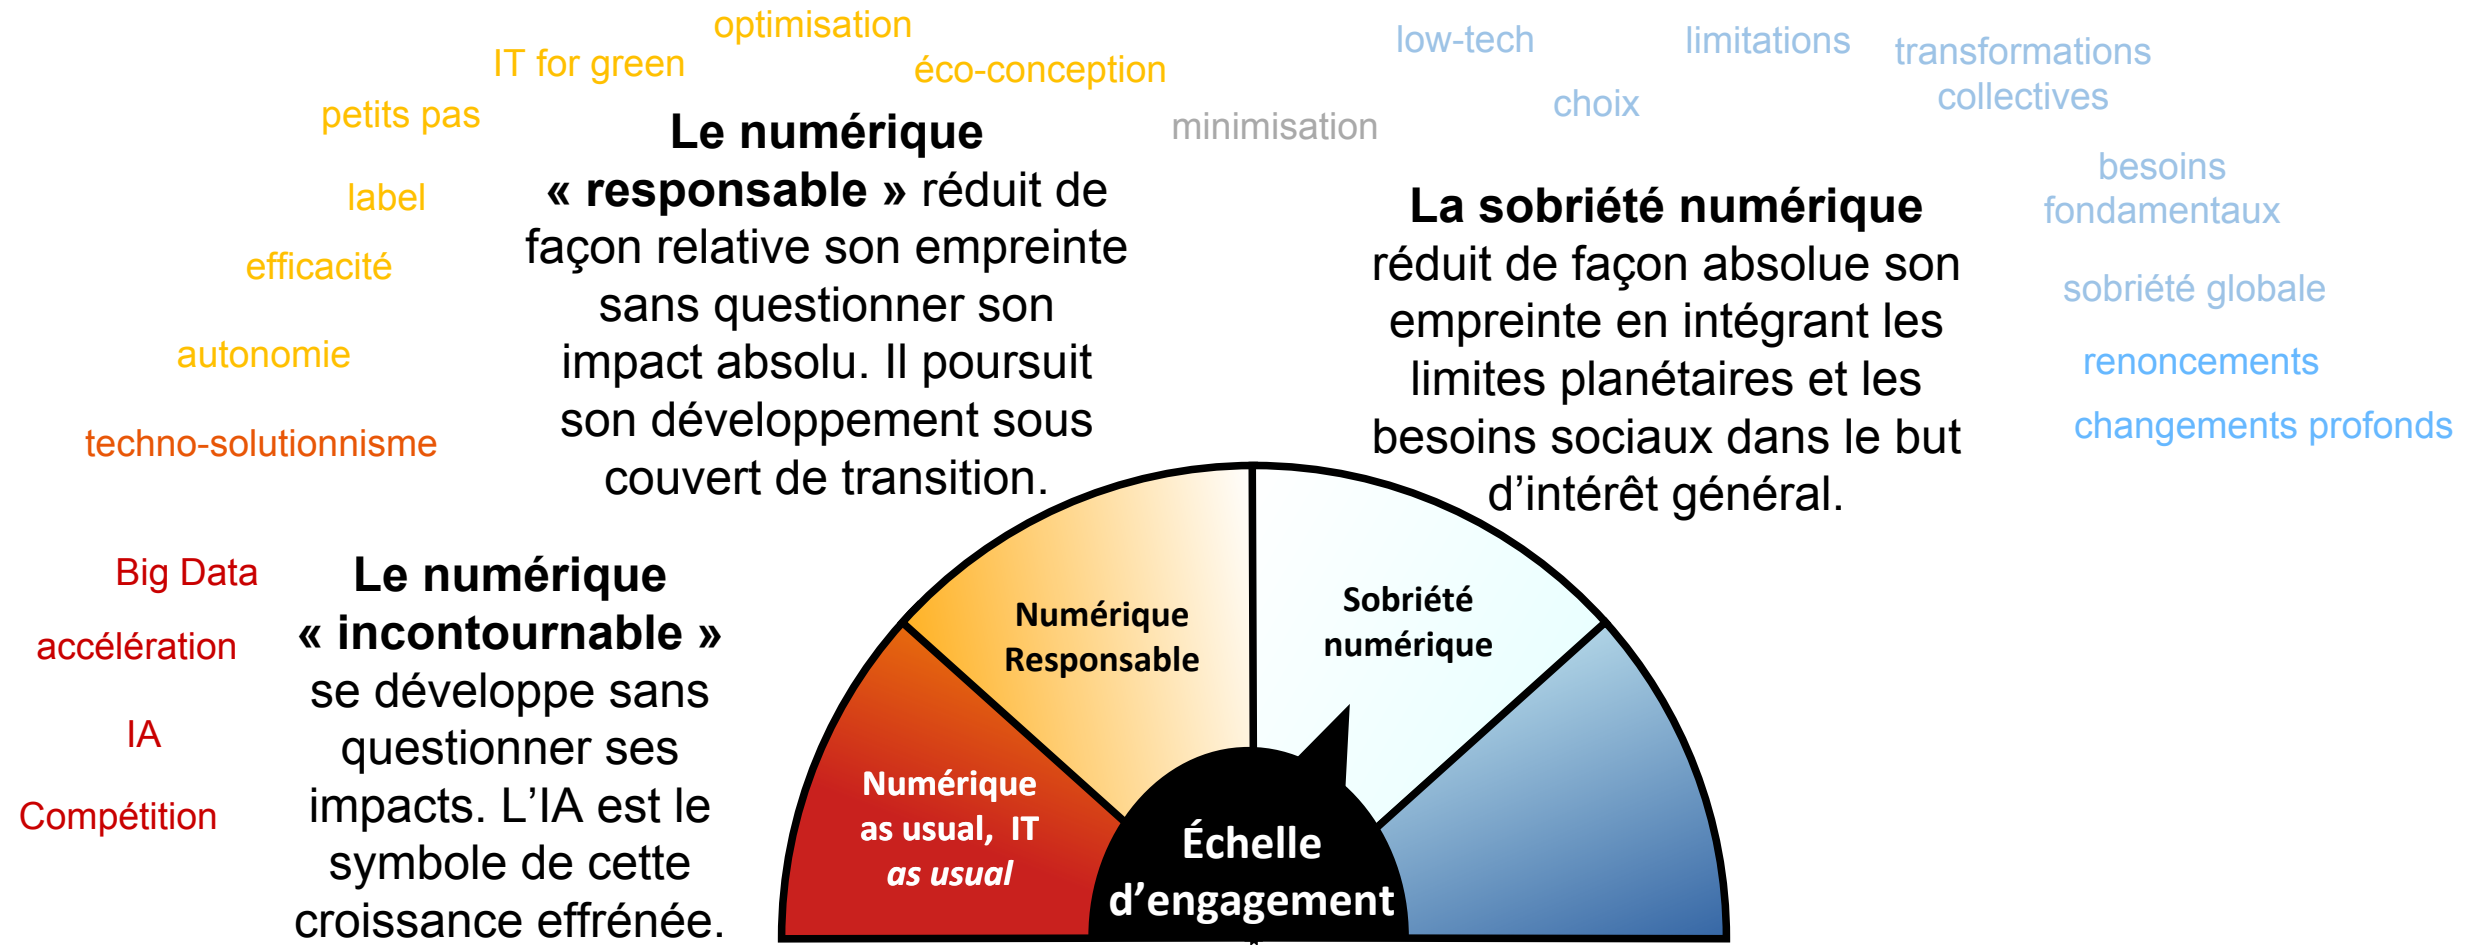 optimisation
IT for green
éco-conception
petits pas
label
efficacité
autonomie
techno-solutionnisme
Le numérique
« responsable » réduit de
façon relative son empreinte
sans questionner son
impact absolu. Il poursuit
son développement sous
couvert de transition.
minimisation
low-tech
choix
limitations
transformations
collectives
besoins
fondamentaux
sobriété globale
renoncements
changements profonds
La sobriété numérique
réduit de façon absolue son
empreinte en intégrant les
limites planétaires et les
besoins sociaux dans le but
d’intérêt général.
Big Data
accélération
IA
Compétition
Le numérique
« incontournable »
se développe sans
questionner ses
impacts. L’IA est le
symbole de cette
croissance effrénée.
Numérique
as usual, IT
as usual
Numérique
Responsable
Sobriété
numérique
Échelle
d’engagement